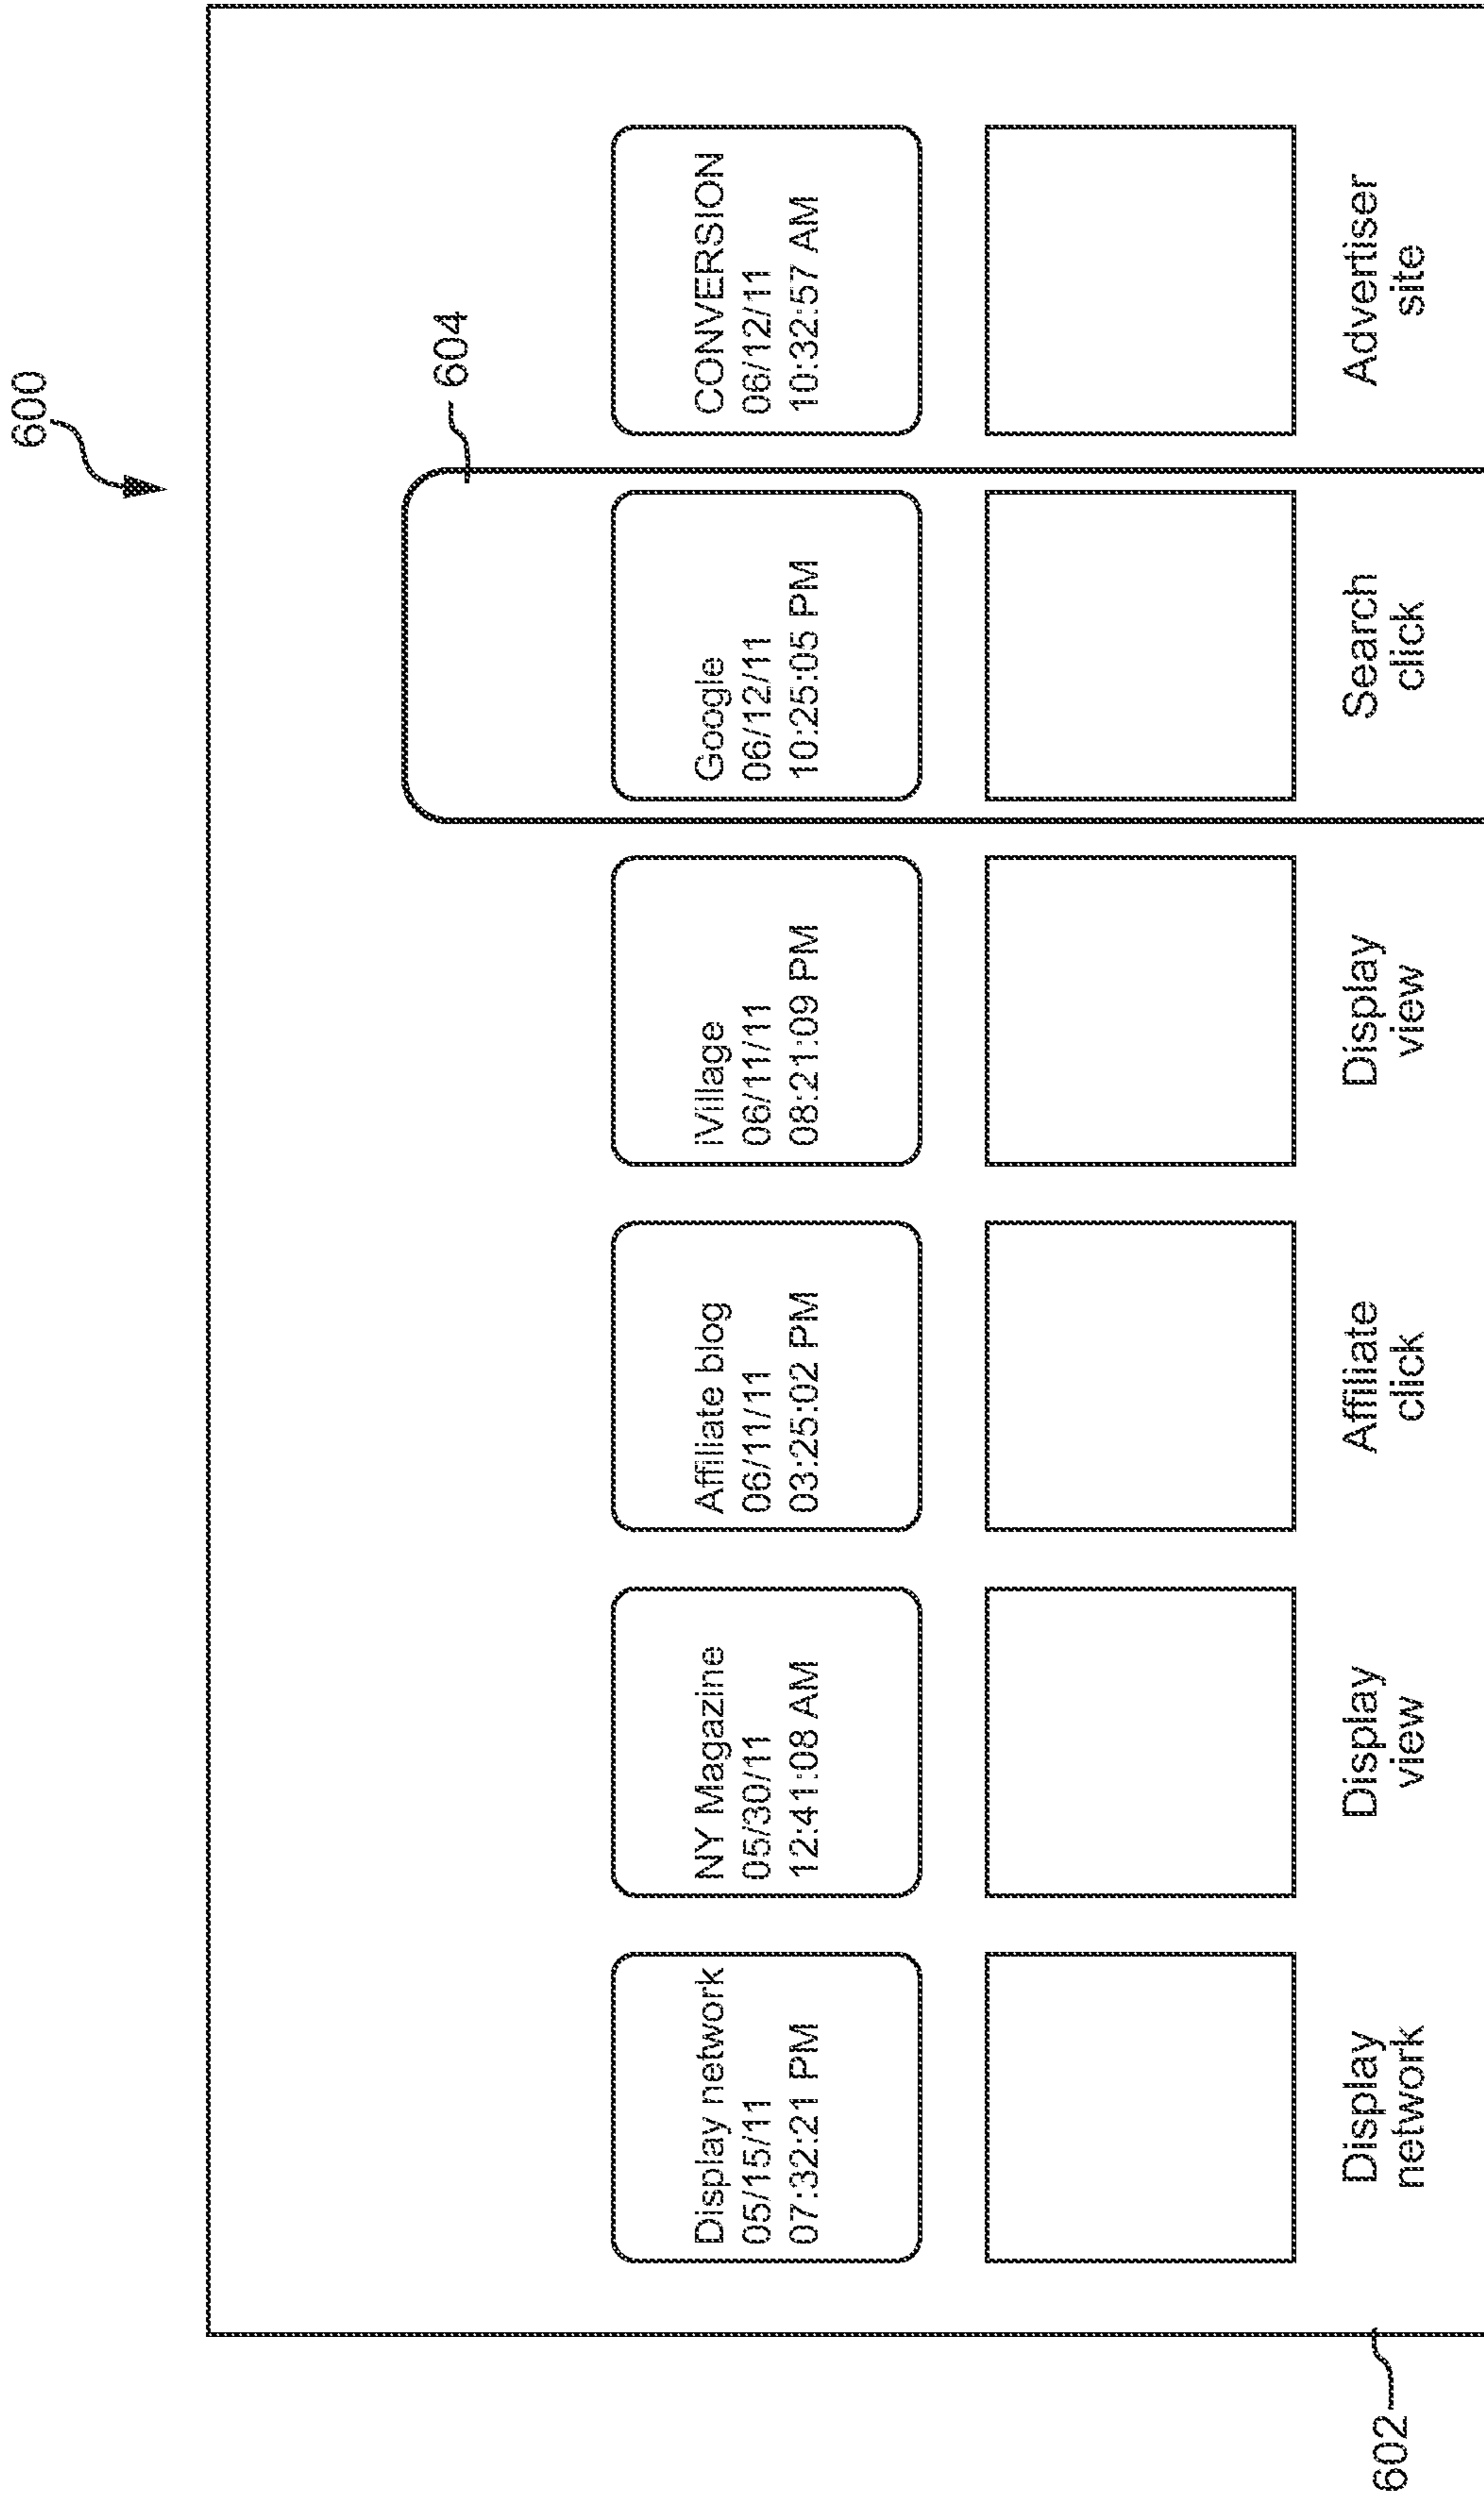 600
604
Display network
05/15/11
07:32:21 PM
NY Magazine
05/30/11
12:41:08 AM
Affiliate blog
06/11/11
03:25:02 PM
iVillage
06/11/11
08:21:09 PM
Google
06/12/11
10:25:05 PM
CONVERSION
06/12/11
10:32:57 AM
Display
network
Display
view
Affiliate
click
Display
view
Search
click
Advertiser
site
602